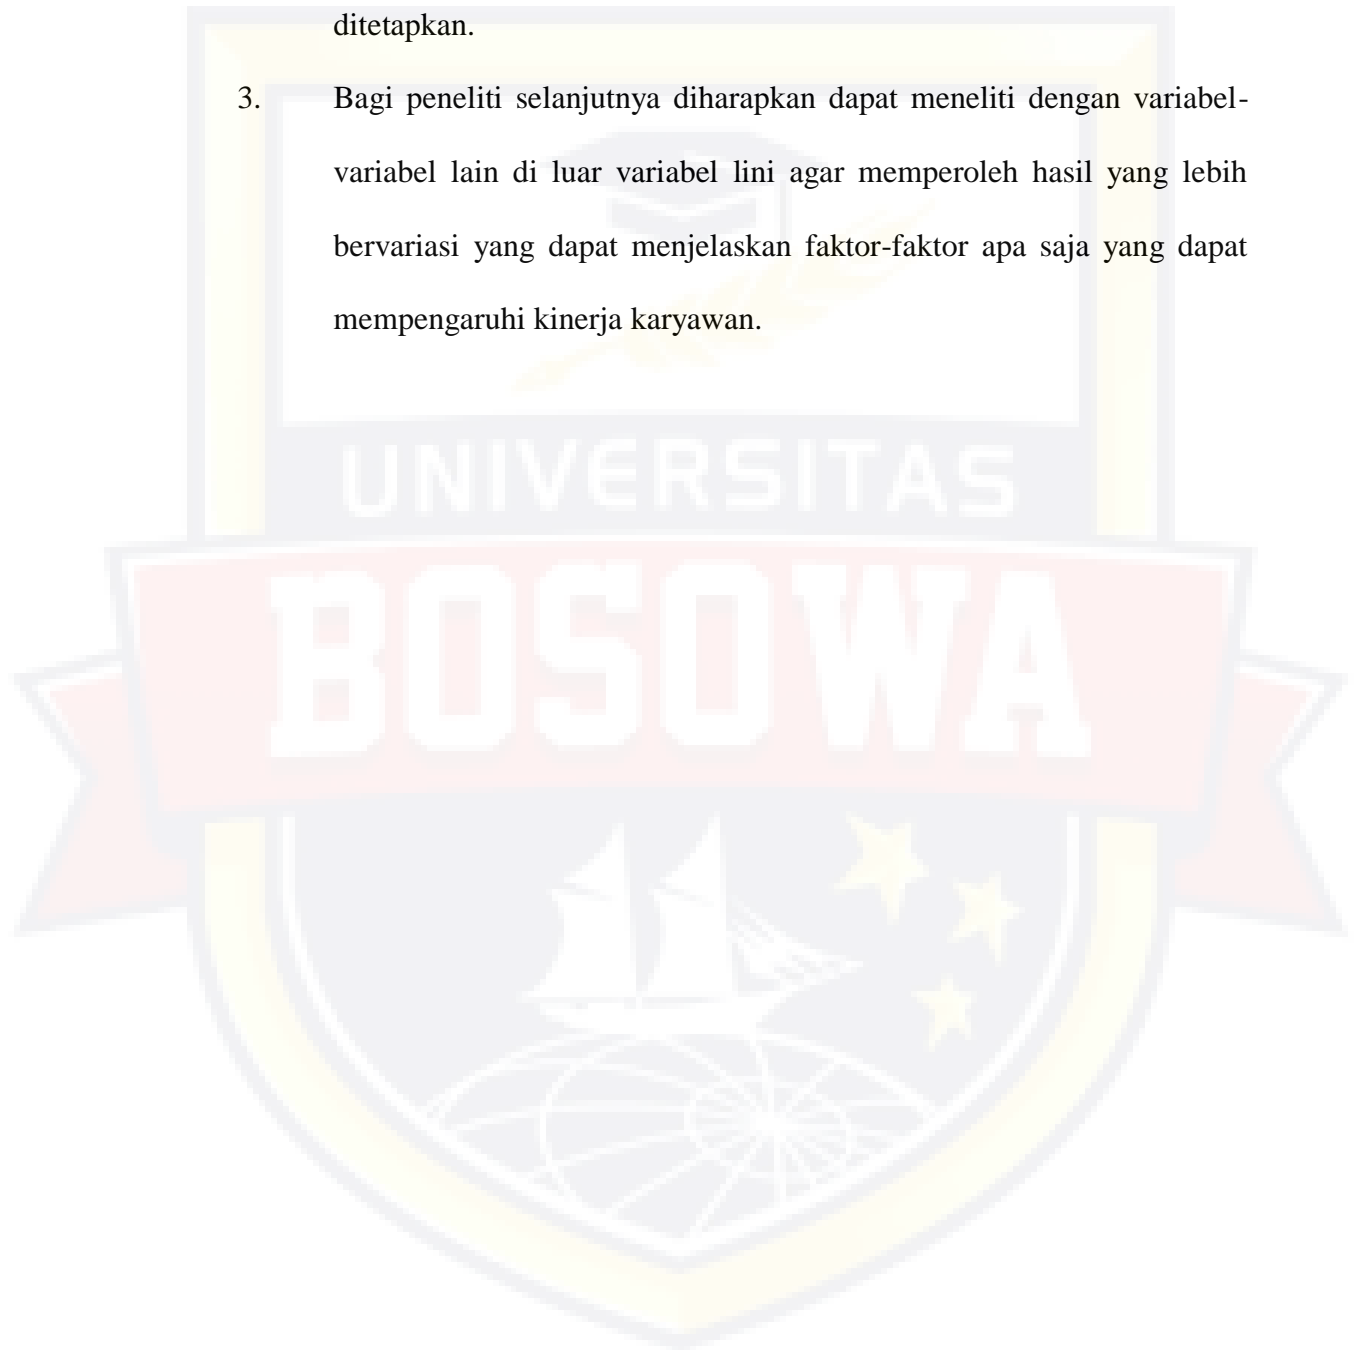 ditetapkan.
3. Bagi peneliti selanjutnya diharapkan dapat meneliti dengan variabel-
variabel lain di luar variabel lini agar memperoleh hasil yang lebih
bervariasi yang dapat menjelaskan faktor-faktor apa saja yang dapat
mempengaruhi kinerja karyawan.
UNIVERSITAS
BOSOWA